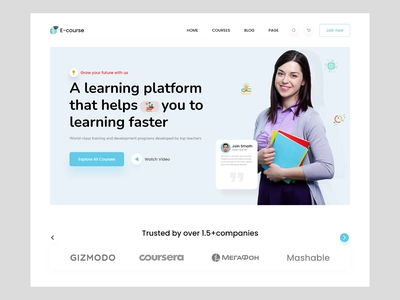 E-course
HOME COURSES BLOG PAGE Join now
Grow your future with us
A learning platform
that helps you to
learning faster
World-class training and development programs developed by top teachers
Explore All Courses Watch Video
Join Smeth
Trusted by over 1.5+companies
GIZMODO coursera МЕГАФОН Mashable